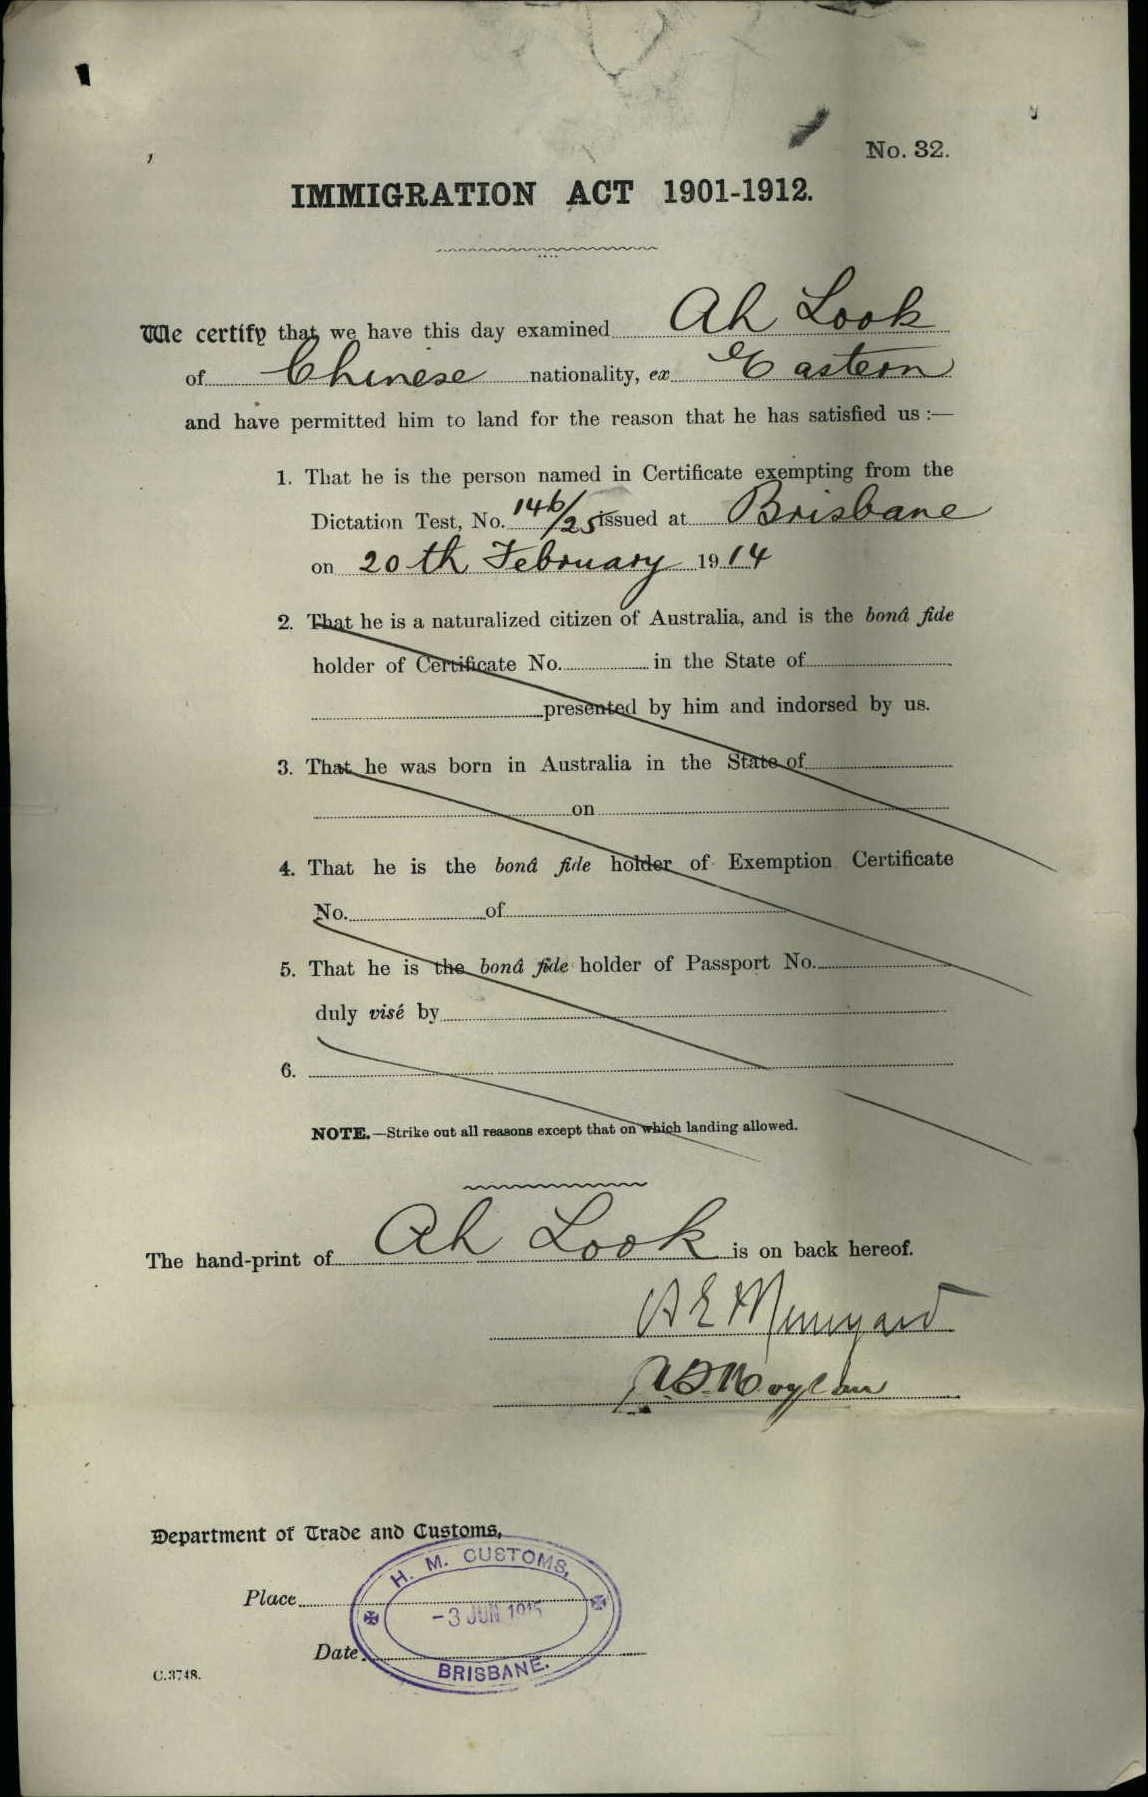 No. 32.
IMMIGRATION ACT 1901-1912.
We certify that we have this day examined Ah Look
of Chinese nationality, ex Eastern
and have permitted him to land for the reason that he has satisfied us :—
1. That he is the person named in Certificate exempting from the
Dictation Test, No. 146/25 issued at Brisbane
on 20th February 1914
2. That he is a naturalized citizen of Australia, and is the bonâ fide
holder of Certificate No. in the State of
presented by him and indorsed by us.
3. That he was born in Australia in the State of
on
4. That he is the bonâ fide holder of Exemption Certificate
No. of
5. That he is the bonâ fide holder of Passport No.
duly visé by
6.
NOTE.—Strike out all reasons except that on which landing allowed.
The hand-print of Ah Look is on back hereof.
Department of Trade and Customs,
H. M. CUSTOMS,
Place
-3 JUN 1915
Date
BRISBANE.
C.3748.